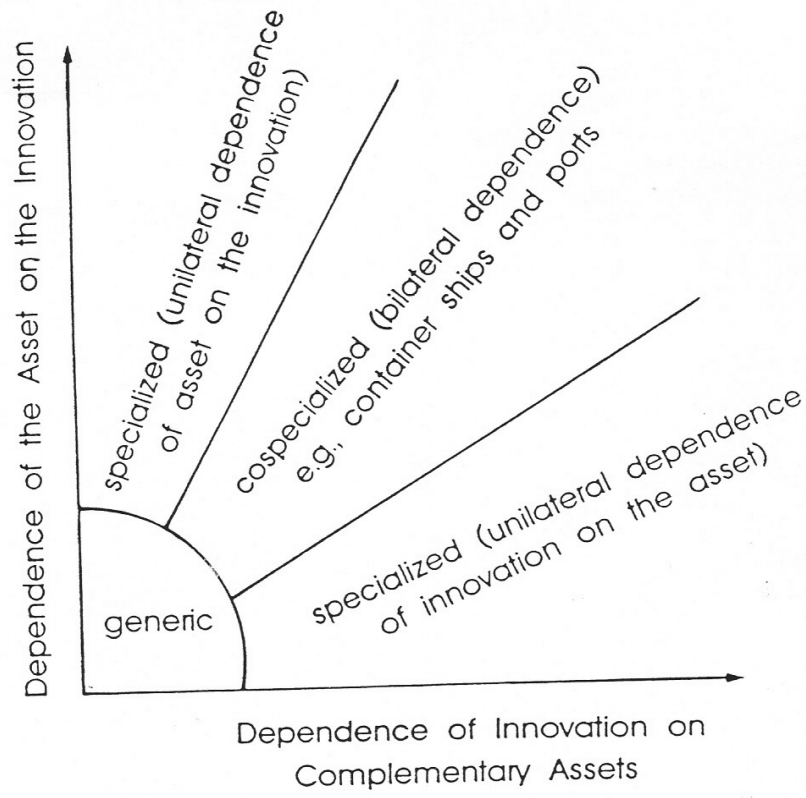 Dependence of the Asset on the Innovation
specialized (unilateral dependence
of asset on the innovation)
cospecialized (bilateral dependence)
e.g., container ships and ports
specialized (unilateral dependence
of innovation on the asset)
generic
Dependence of Innovation on
Complementary Assets